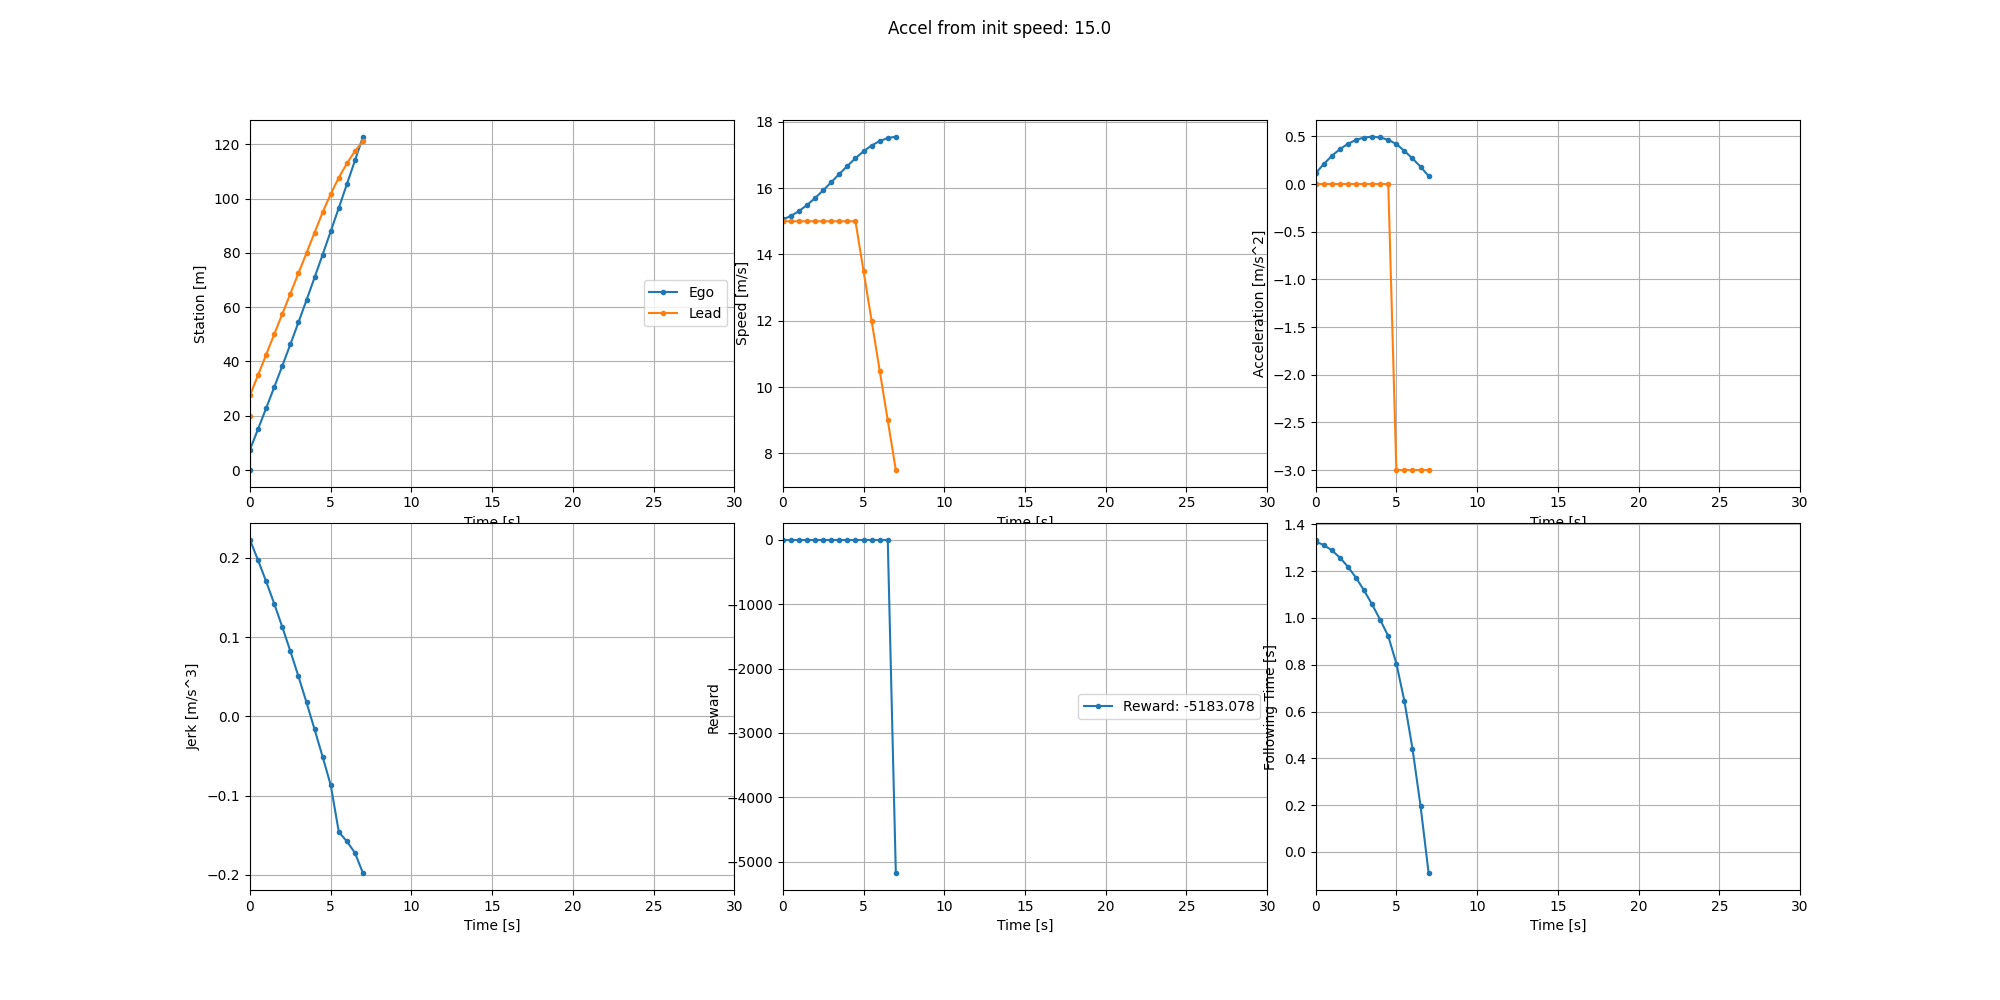 Accel from init speed: 15.0
Station [m]
120
100
80
60
40
20
0
Ego
Lead
0 5 10 15 20 25 30
Time [s]
Speed [m/s]
18
16
14
12
10
8
0 5 10 15 20 25 30
Time [s]
Acceleration [m/s^2]
0.5
0.0
−0.5
−1.0
−1.5
−2.0
−2.5
−3.0
0 5 10 15 20 25 30
Time [s]
Jerk [m/s^3]
0.2
0.1
0.0
−0.1
−0.2
0 5 10 15 20 25 30
Time [s]
Reward
0
−1000
−2000
−3000
−4000
−5000
Reward: -5183.078
0 5 10 15 20 25 30
Time [s]
Following Time [s]
1.4
1.2
1.0
0.8
0.6
0.4
0.2
0.0
0 5 10 15 20 25 30
Time [s]